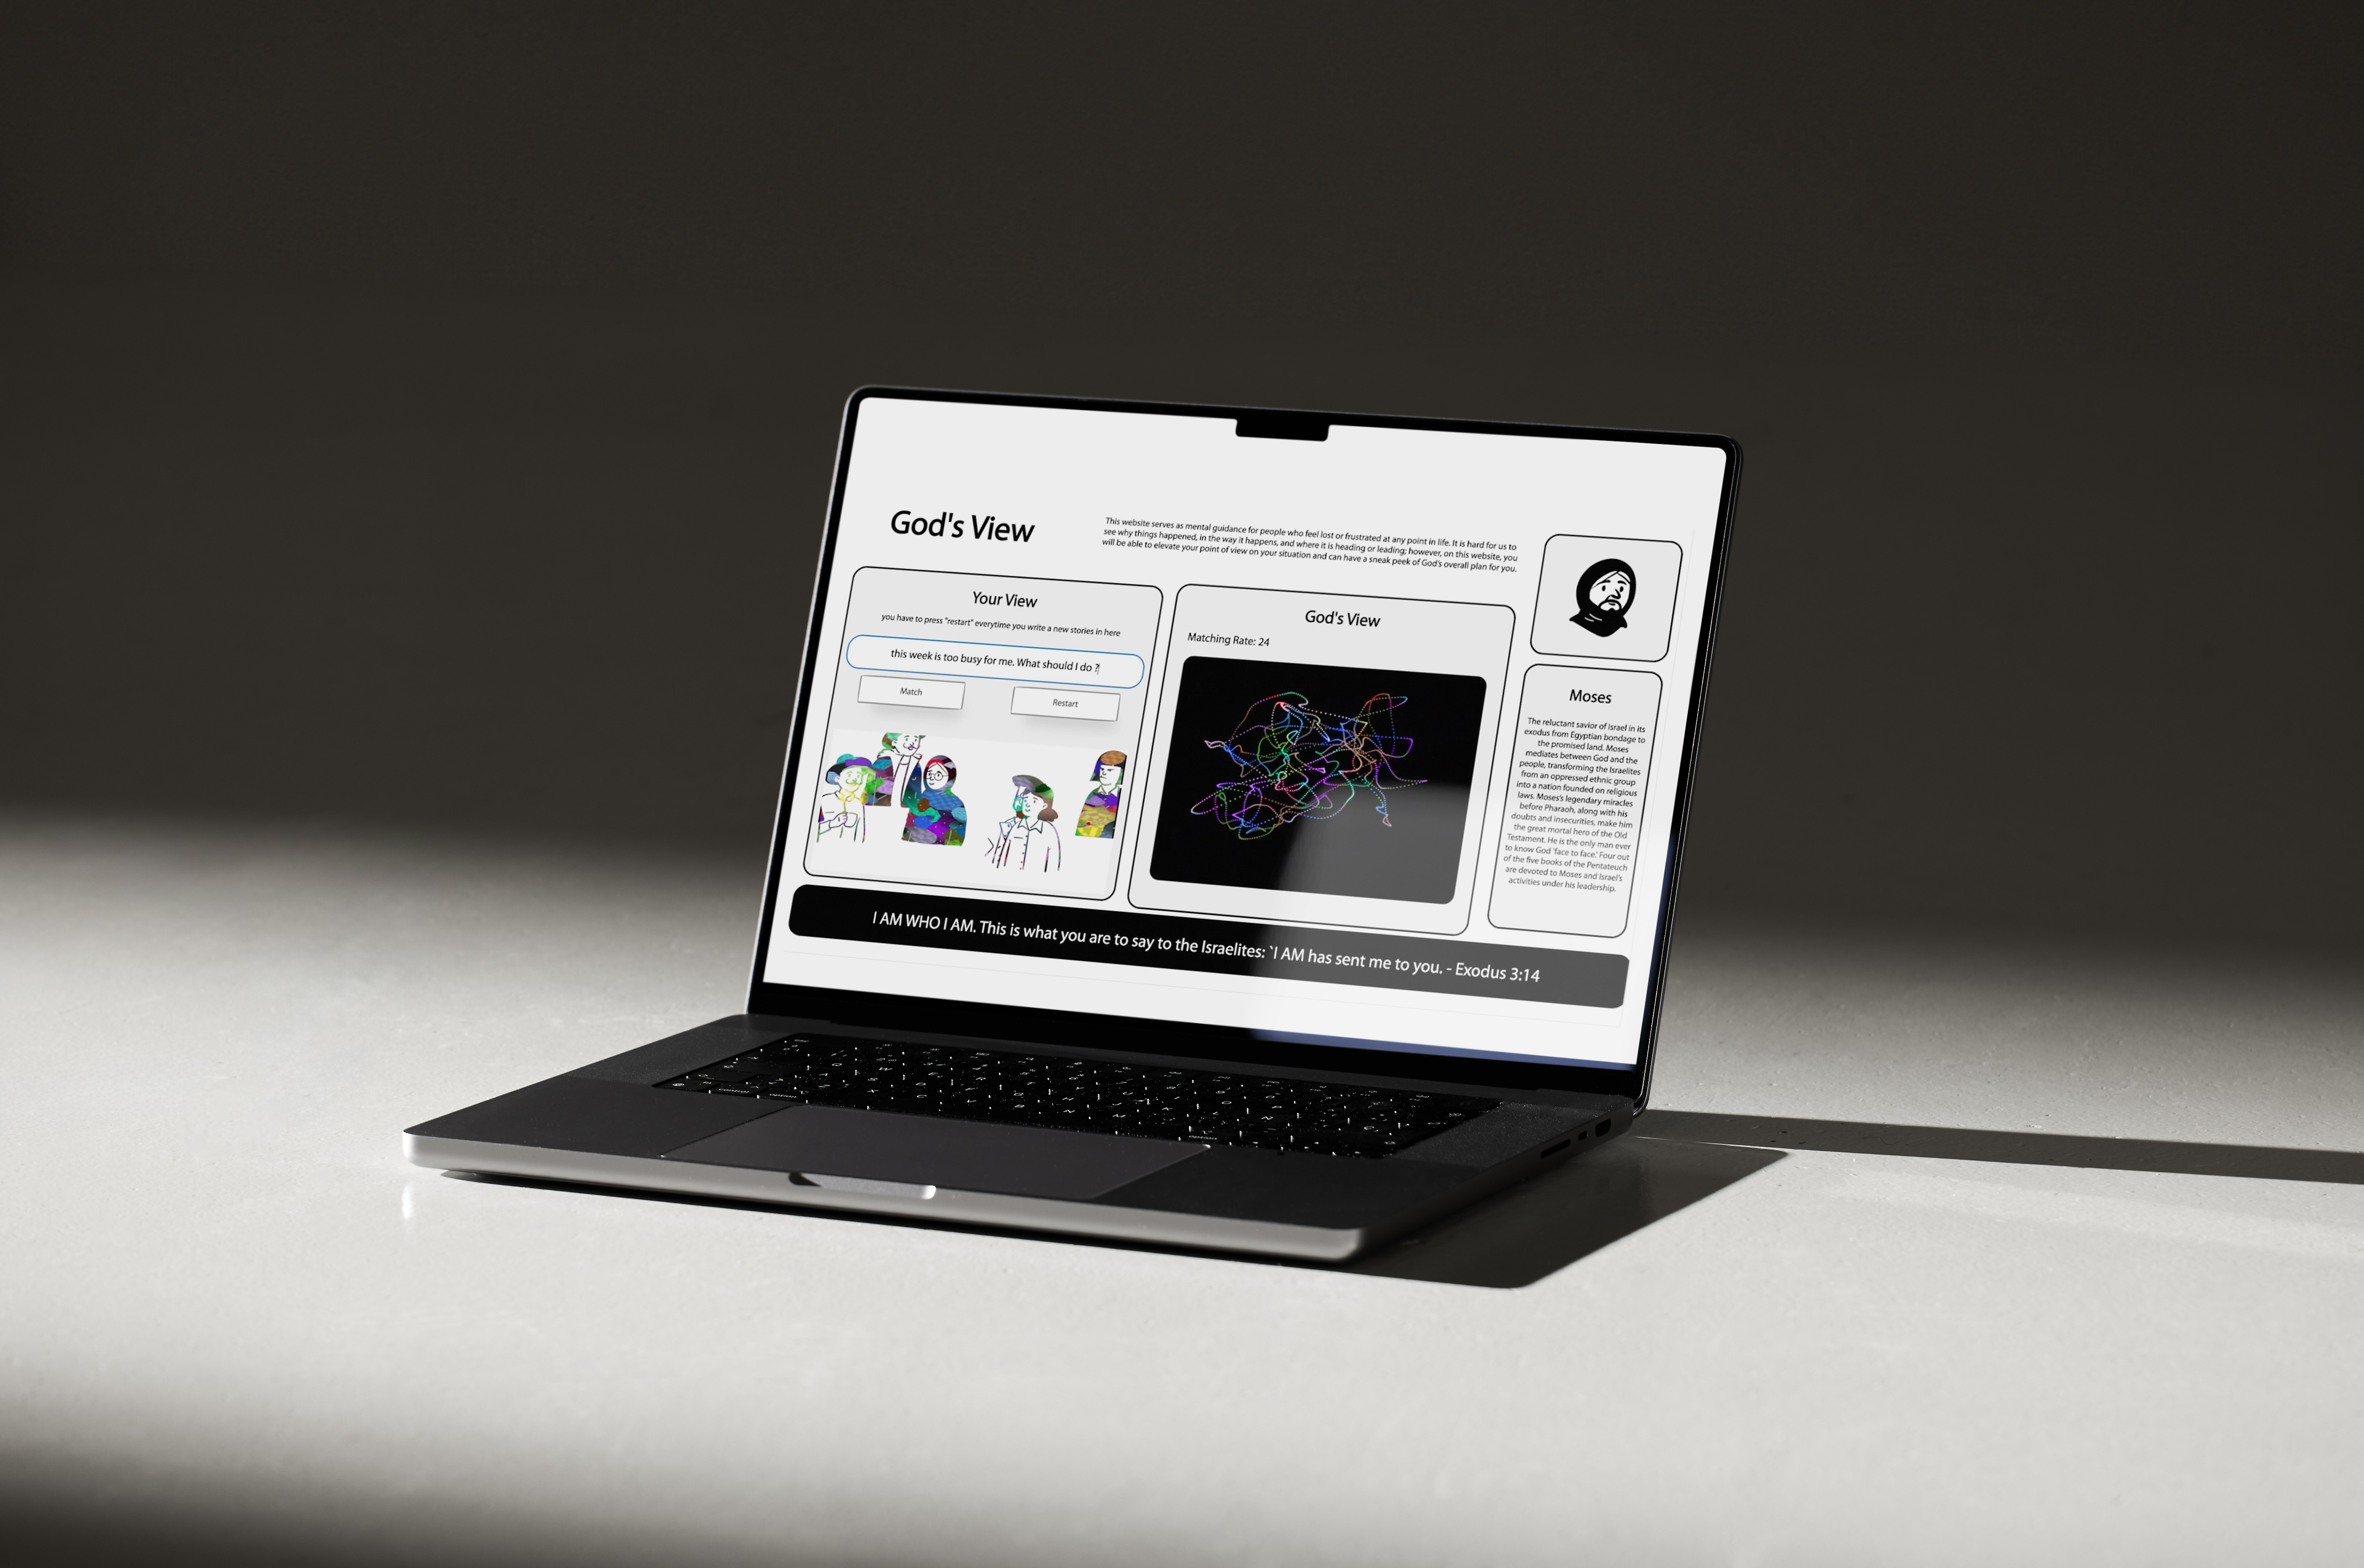 God's View
This website serves as mental guidance for people who feel lost or frustrated at any point in life. It is hard for us to
see why things happened, in the way it happens, and where it is heading or leading; however, on this website, you
will be able to elevate your point of view on your situation and can have a sneak peek of God's overall plan for you.
Your View
you have to press "restart" everytime you write a new stories in here
this week is too busy for me. What should I do ?
Match
Restart
God's View
Matching Rate: 24
Moses
The reluctant savior of Israel in its
exodus from Egyptian bondage to
the promised land. Moses
mediates between God and the
people, transforming the Israelites
from an oppressed ethnic group
into a nation founded on religious
laws. Moses's legendary miracles
before Pharaoh, along with his
doubts and insecurities, make him
the great mortal hero of the Old
Testament. He is the only man ever
to know God 'face to face.' Four out
of the five books of the Pentateuch
are devoted to Moses and Israel's
activities under his leadership.
I AM WHO I AM. This is what you are to say to the Israelites: `I AM has sent me to you. - Exodus 3:14